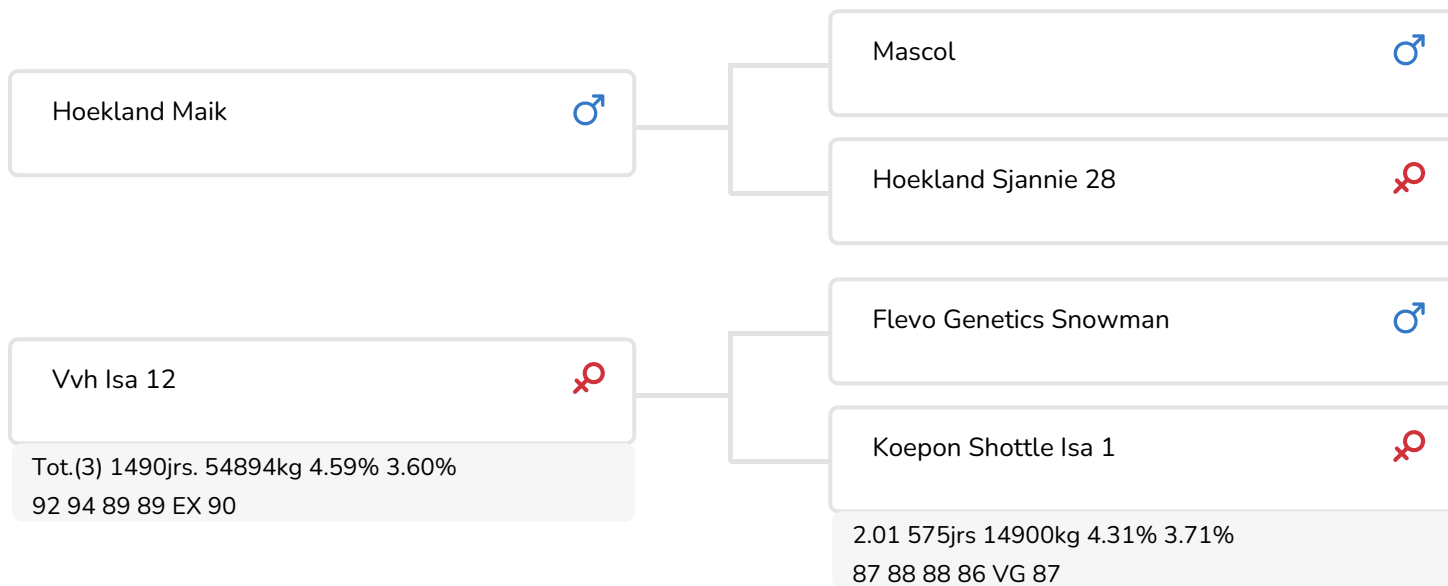 Mascol
Hoekland Maik
Hoekland Sjannie 28
Flevo Genetics Snowman
Vvh Isa 12
Koepon Shottle Isa 1
Tot.(3) 1490jrs. 54894kg 4.59% 3.60%
92 94 89 89 EX 90
2.01 575jrs 14900kg 4.31% 3.71%
87 88 88 86 VG 87